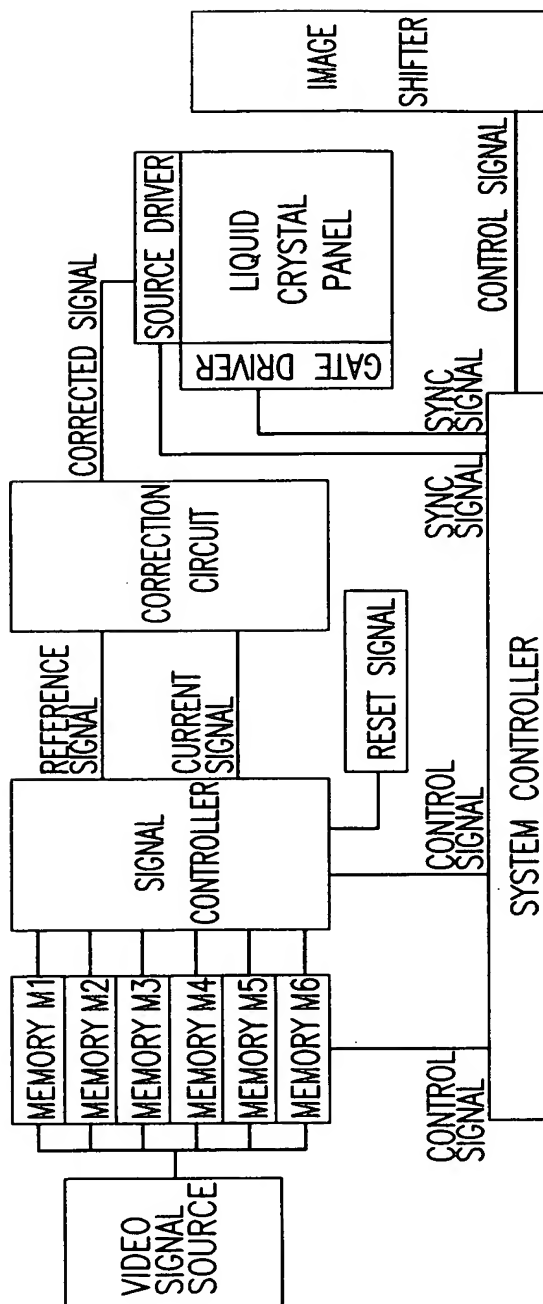 VIDEO
SIGNAL
SOURCE
MEMORY M1
MEMORY M2
MEMORY M3
MEMORY M4
MEMORY M5
MEMORY M6
SIGNAL
CONTROLLER
REFERENCE
SIGNAL
CURRENT
SIGNAL
CORRECTION
CIRCUIT
CORRECTED SIGNAL
SOURCE DRIVER
GATE DRIVER
LIQUID
CRYSTAL
PANEL
IMAGE
SHIFTER
RESET SIGNAL
CONTROL
SIGNAL
CONTROL
SIGNAL
SYNC
SIGNAL
SYNC
SIGNAL
CONTROL SIGNAL
SYSTEM CONTROLLER